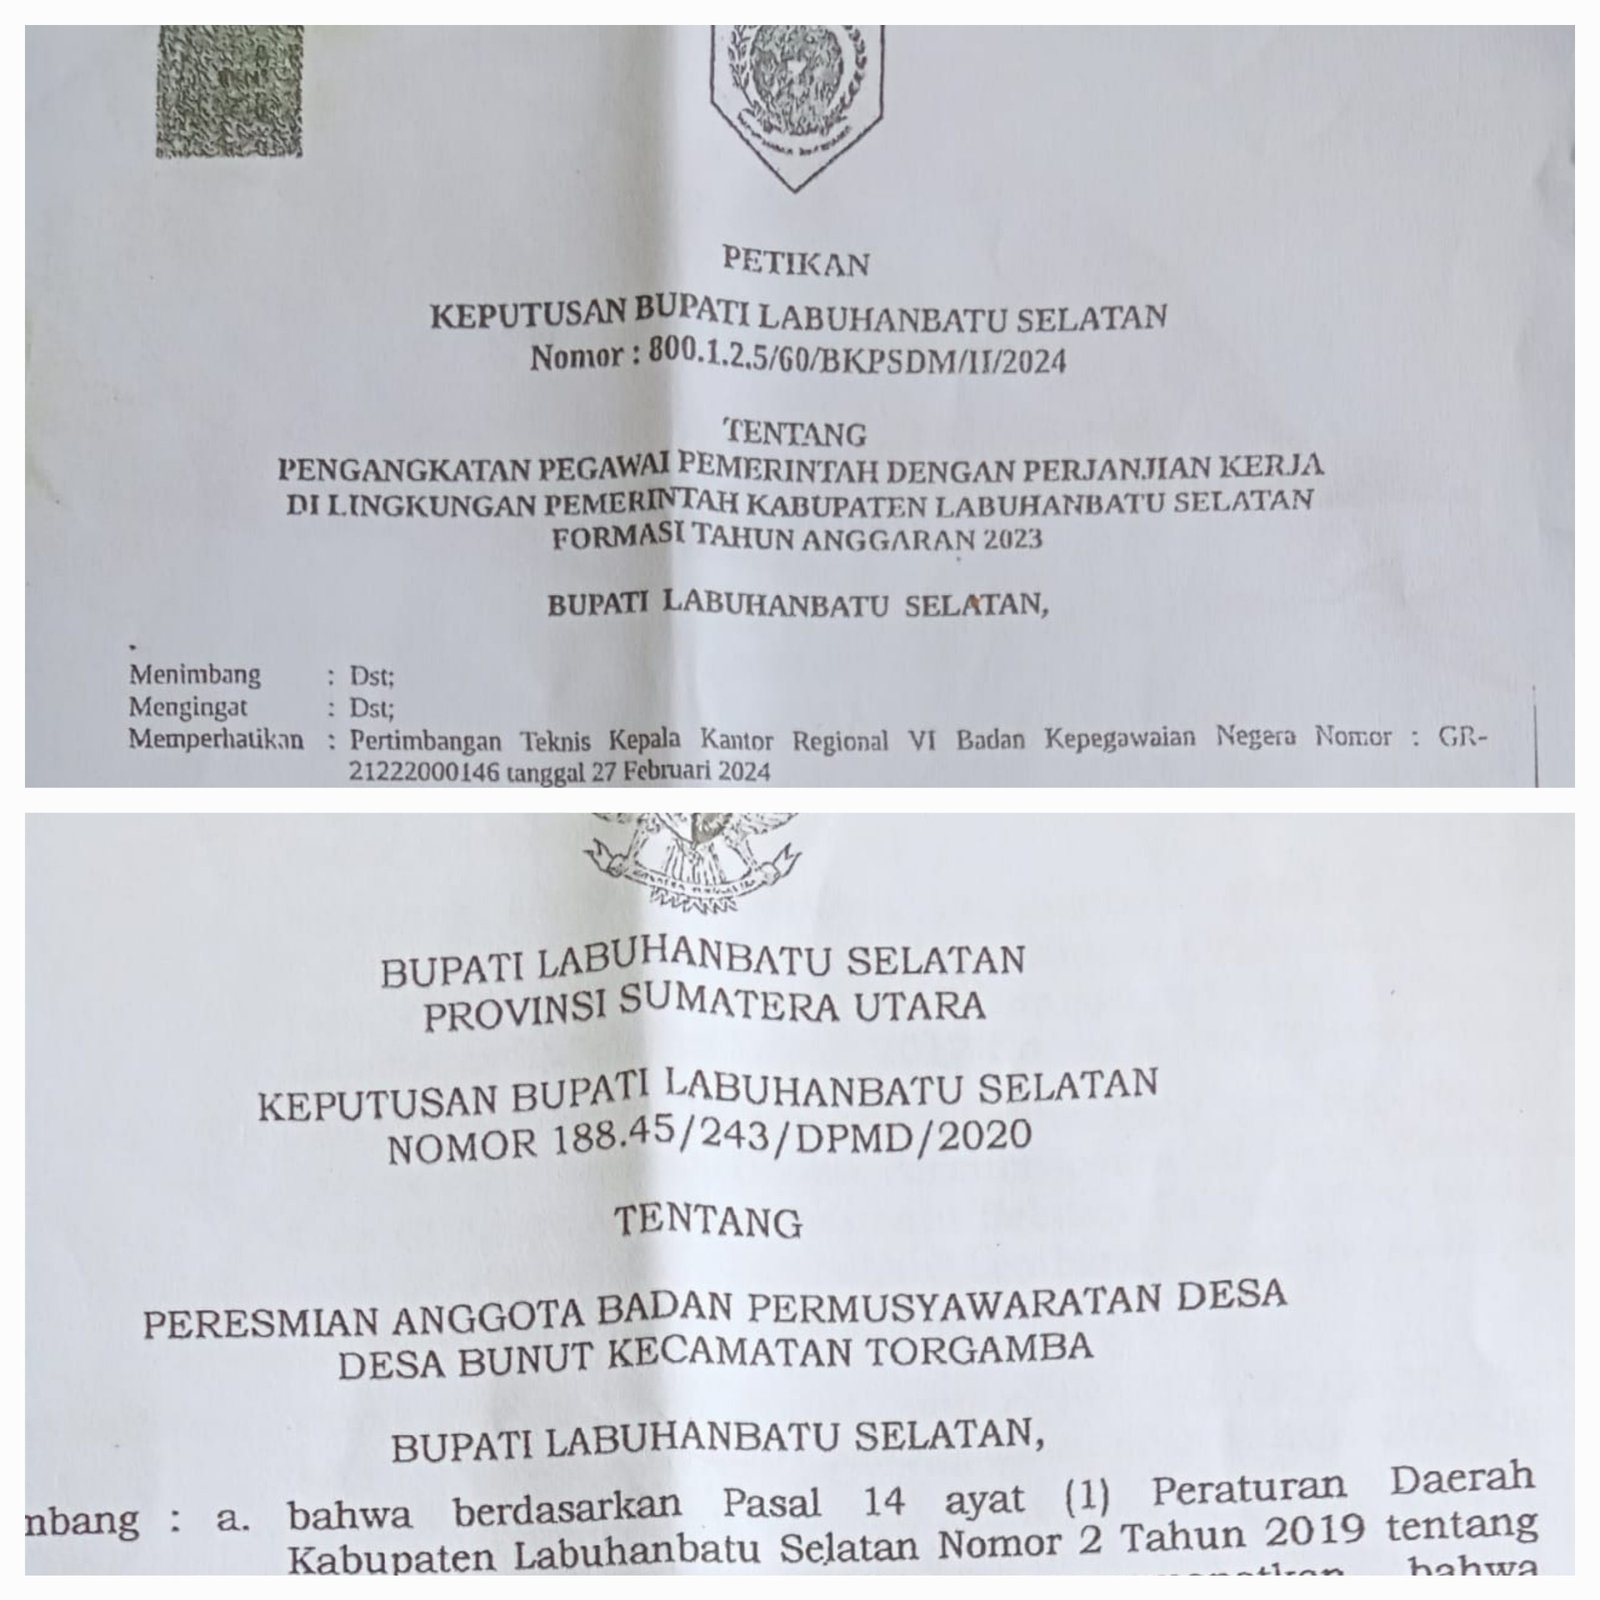 PETIKAN
KEPUTUSAN BUPATI LABUHANBATU SELATAN
Nomor : 800.1.2.5/60/BKPSDM/II/2024
TENTANG
PENGANGKATAN PEGAWAI PEMERINTAH DENGAN PERJANJIAN KERJA
DI LINGKUNGAN PEMERINTAH KABUPATEN LABUHANBATU SELATAN
FORMASI TAHUN ANGGARAN 2023
BUPATI LABUHANBATU SELATAN,
Menimbang : Dst;
Mengingat : Dst;
Memperhatikan : Pertimbangan Teknis Kepala Kantor Regional VI Badan Kepegawaian Negera Nomor : GR-
21222000146 tanggal 27 Februari 2024
BUPATI LABUHANBATU SELATAN
PROVINSI SUMATERA UTARA
KEPUTUSAN BUPATI LABUHANBATU SELATAN
NOMOR 188.45/243/DPMD/2020
TENTANG
PERESMIAN ANGGOTA BADAN PERMUSYAWARATAN DESA
DESA BUNUT KECAMATAN TORGAMBA
BUPATI LABUHANBATU SELATAN,
mbang : a. bahwa berdasarkan Pasal 14 ayat (1) Peraturan Daerah
Kabupaten Labuhanbatu Selatan Nomor 2 Tahun 2019 tentang
bahwa